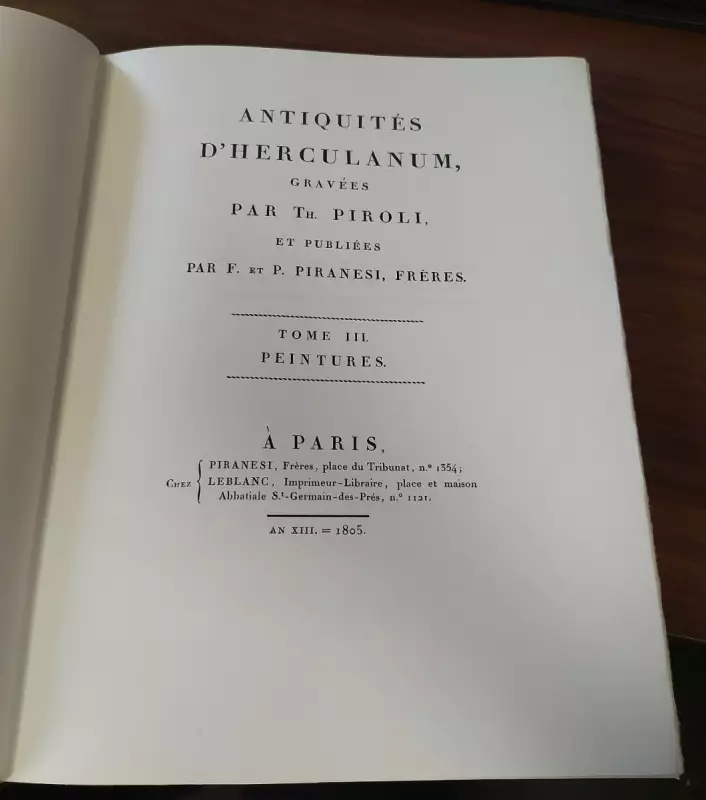 ANTIQUITÉS
D'HERCULANUM,
GRAVÉES
PAR TH. PIROLI,
ET PUBLIÉES
PAR F. ET P. PIRANESI, FRÈRES.
TOME III.
PEINTURES.
À PARIS,
CHEZ
PIRANESI, Frères, place du Tribunat, n.º 1354;
LEBLANC, Imprimeur-Libraire, place et maison
Abbatiale S.t-Germain-des-Prés, n.º 1121.
AN XIII. = 1805.